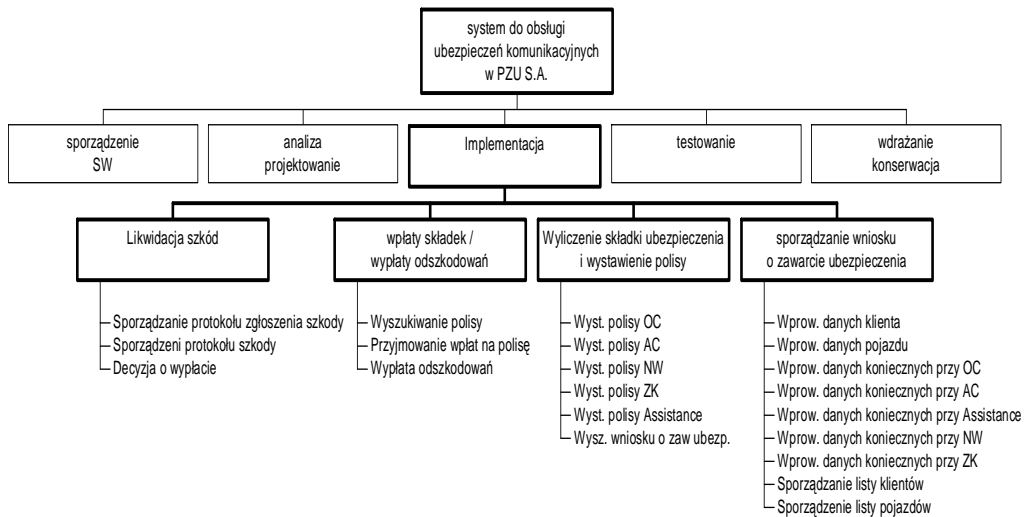 system do obsługi
ubezpieczeń komunikacyjnych
w PZU S.A.
sporządzenie
SW
analiza
projektowanie
Implementacja
testowanie
wdrażanie
konserwacja
Likwidacja szkód
wpłaty składek /
wypłaty odszkodowań
Wyliczenie składki ubezpieczenia
i wystawienie polisy
sporządzanie wniosku
o zawarcie ubezpieczenia
Sporządzanie protokołu zgłoszenia szkody
Sporządzeni protokołu szkody
Decyzja o wypłacie
Wyszukiwanie polisy
Przyjmowanie wpłat na polisę
Wypłata odszkodowań
Wyst. polisy OC
Wyst. polisy AC
Wyst. polisy NW
Wyst. polisy ZK
Wyst. polisy Assistance
Wysz. wniosku o zaw ubezp.
Wprow. danych klienta
Wprow. danych pojazdu
Wprow. danych koniecznych przy OC
Wprow. danych koniecznych przy AC
Wprow. danych koniecznych przy Assistance
Wprow. danych koniecznych przy NW
Wprow. danych koniecznych przy ZK
Sporządzanie listy klientów
Sporządzenie listy pojazdów